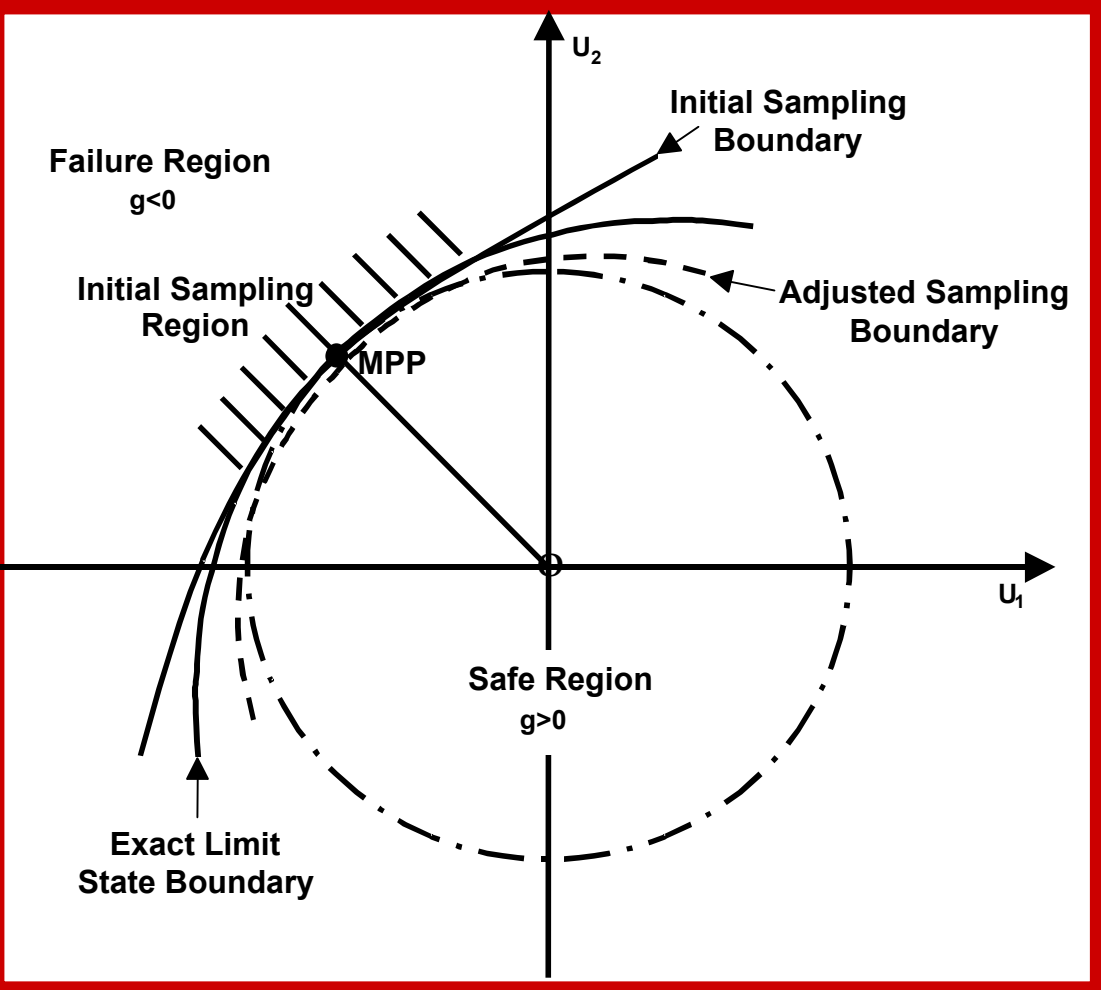 U2
Initial Sampling
Boundary
Failure Region
g<0
Initial Sampling
Region
Adjusted Sampling
Boundary
MPP
U1
Safe Region
g>0
Exact Limit
State Boundary